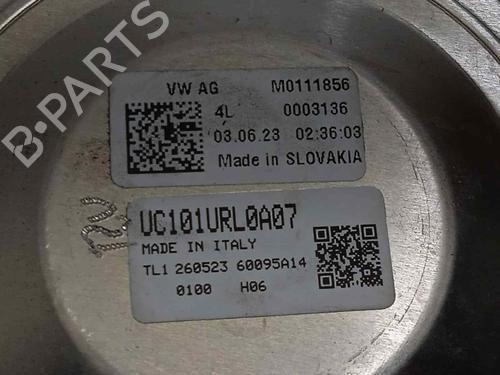 VW AG M0111856
4L 0003136
03.06.23 02:36:03
Made in SLOVAKIA
UC101URL0A07
MADE IN ITALY
TL1 260523 60095A14
0100 H06
B-PARTS